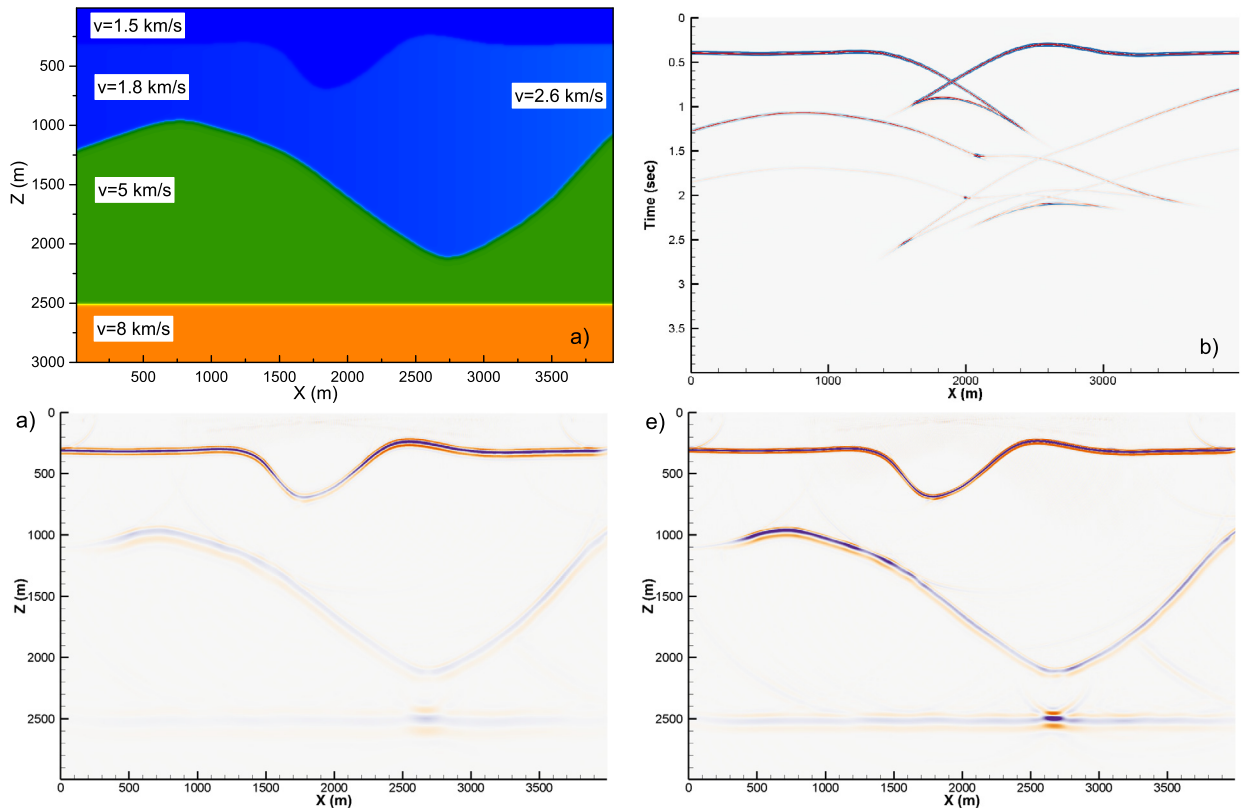 v=1.5 km/s
500
v=1.8 km/s
v=2.6 km/s
1000
Z (m)
1500
v=5 km/s
2000
2500
v=8 km/s
a)
3000
500 1000 1500 2000 2500 3000 3500
X (m)
0
0.5
1
1.5
Time (sec)
2
2.5
3
3.5
b)
0 1000 2000 3000
X (m)
a)
0
500
1000
Z (m)
1500
2000
2500
0 500 1000 1500 2000 2500 3000 3500 4000
X (m)
e)
0
500
1000
Z (m)
1500
2000
2500
0 500 1000 1500 2000 2500 3000 3500
X (m)